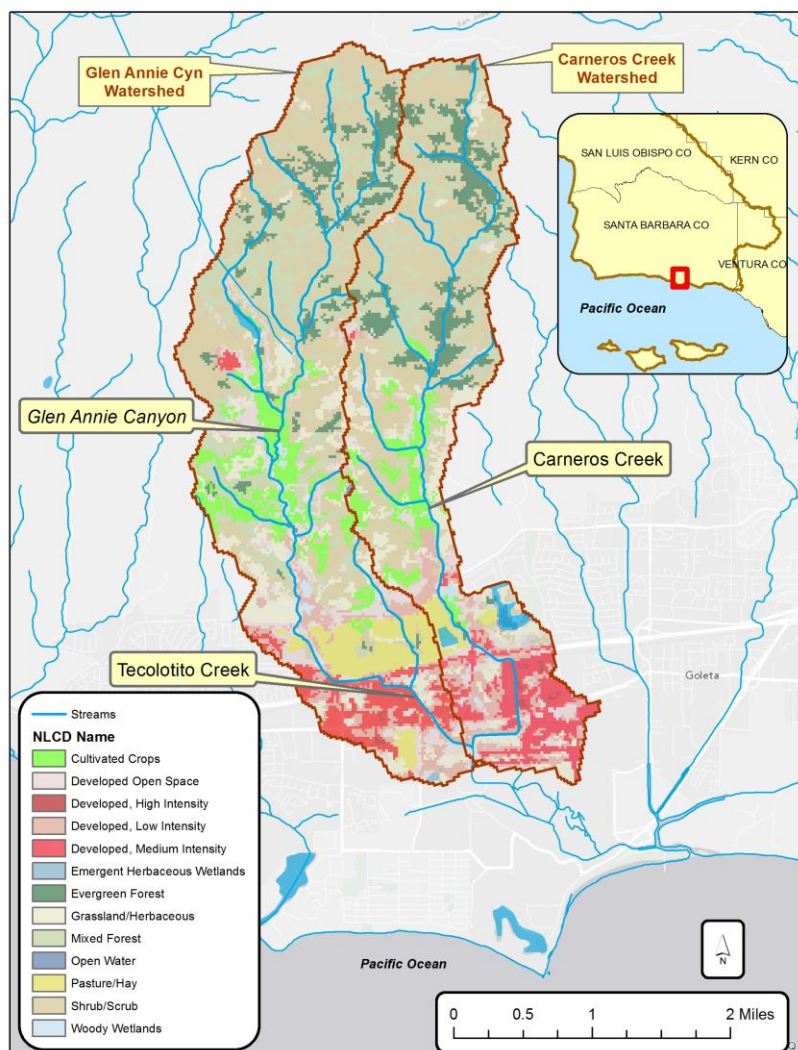 Glen Annie Cyn
Watershed
Carneros Creek
Watershed
SAN LUIS OBISPO CO
KERN CO
SANTA BARBARA CO
VENTURA CO
Pacific Ocean
Glen Annie Canyon
Carneros Creek
Tecolotito Creek
Goleta
Streams
NLCD Name
Cultivated Crops
Developed Open Space
Developed, High Intensity
Developed, Low Intensity
Developed, Medium Intensity
Emergent Herbaceous Wetlands
Evergreen Forest
Grassland/Herbaceous
Mixed Forest
Open Water
Pasture/Hay
Shrub/Scrub
Woody Wetlands
Pacific Ocean
N
0 0.5 1 2 Miles